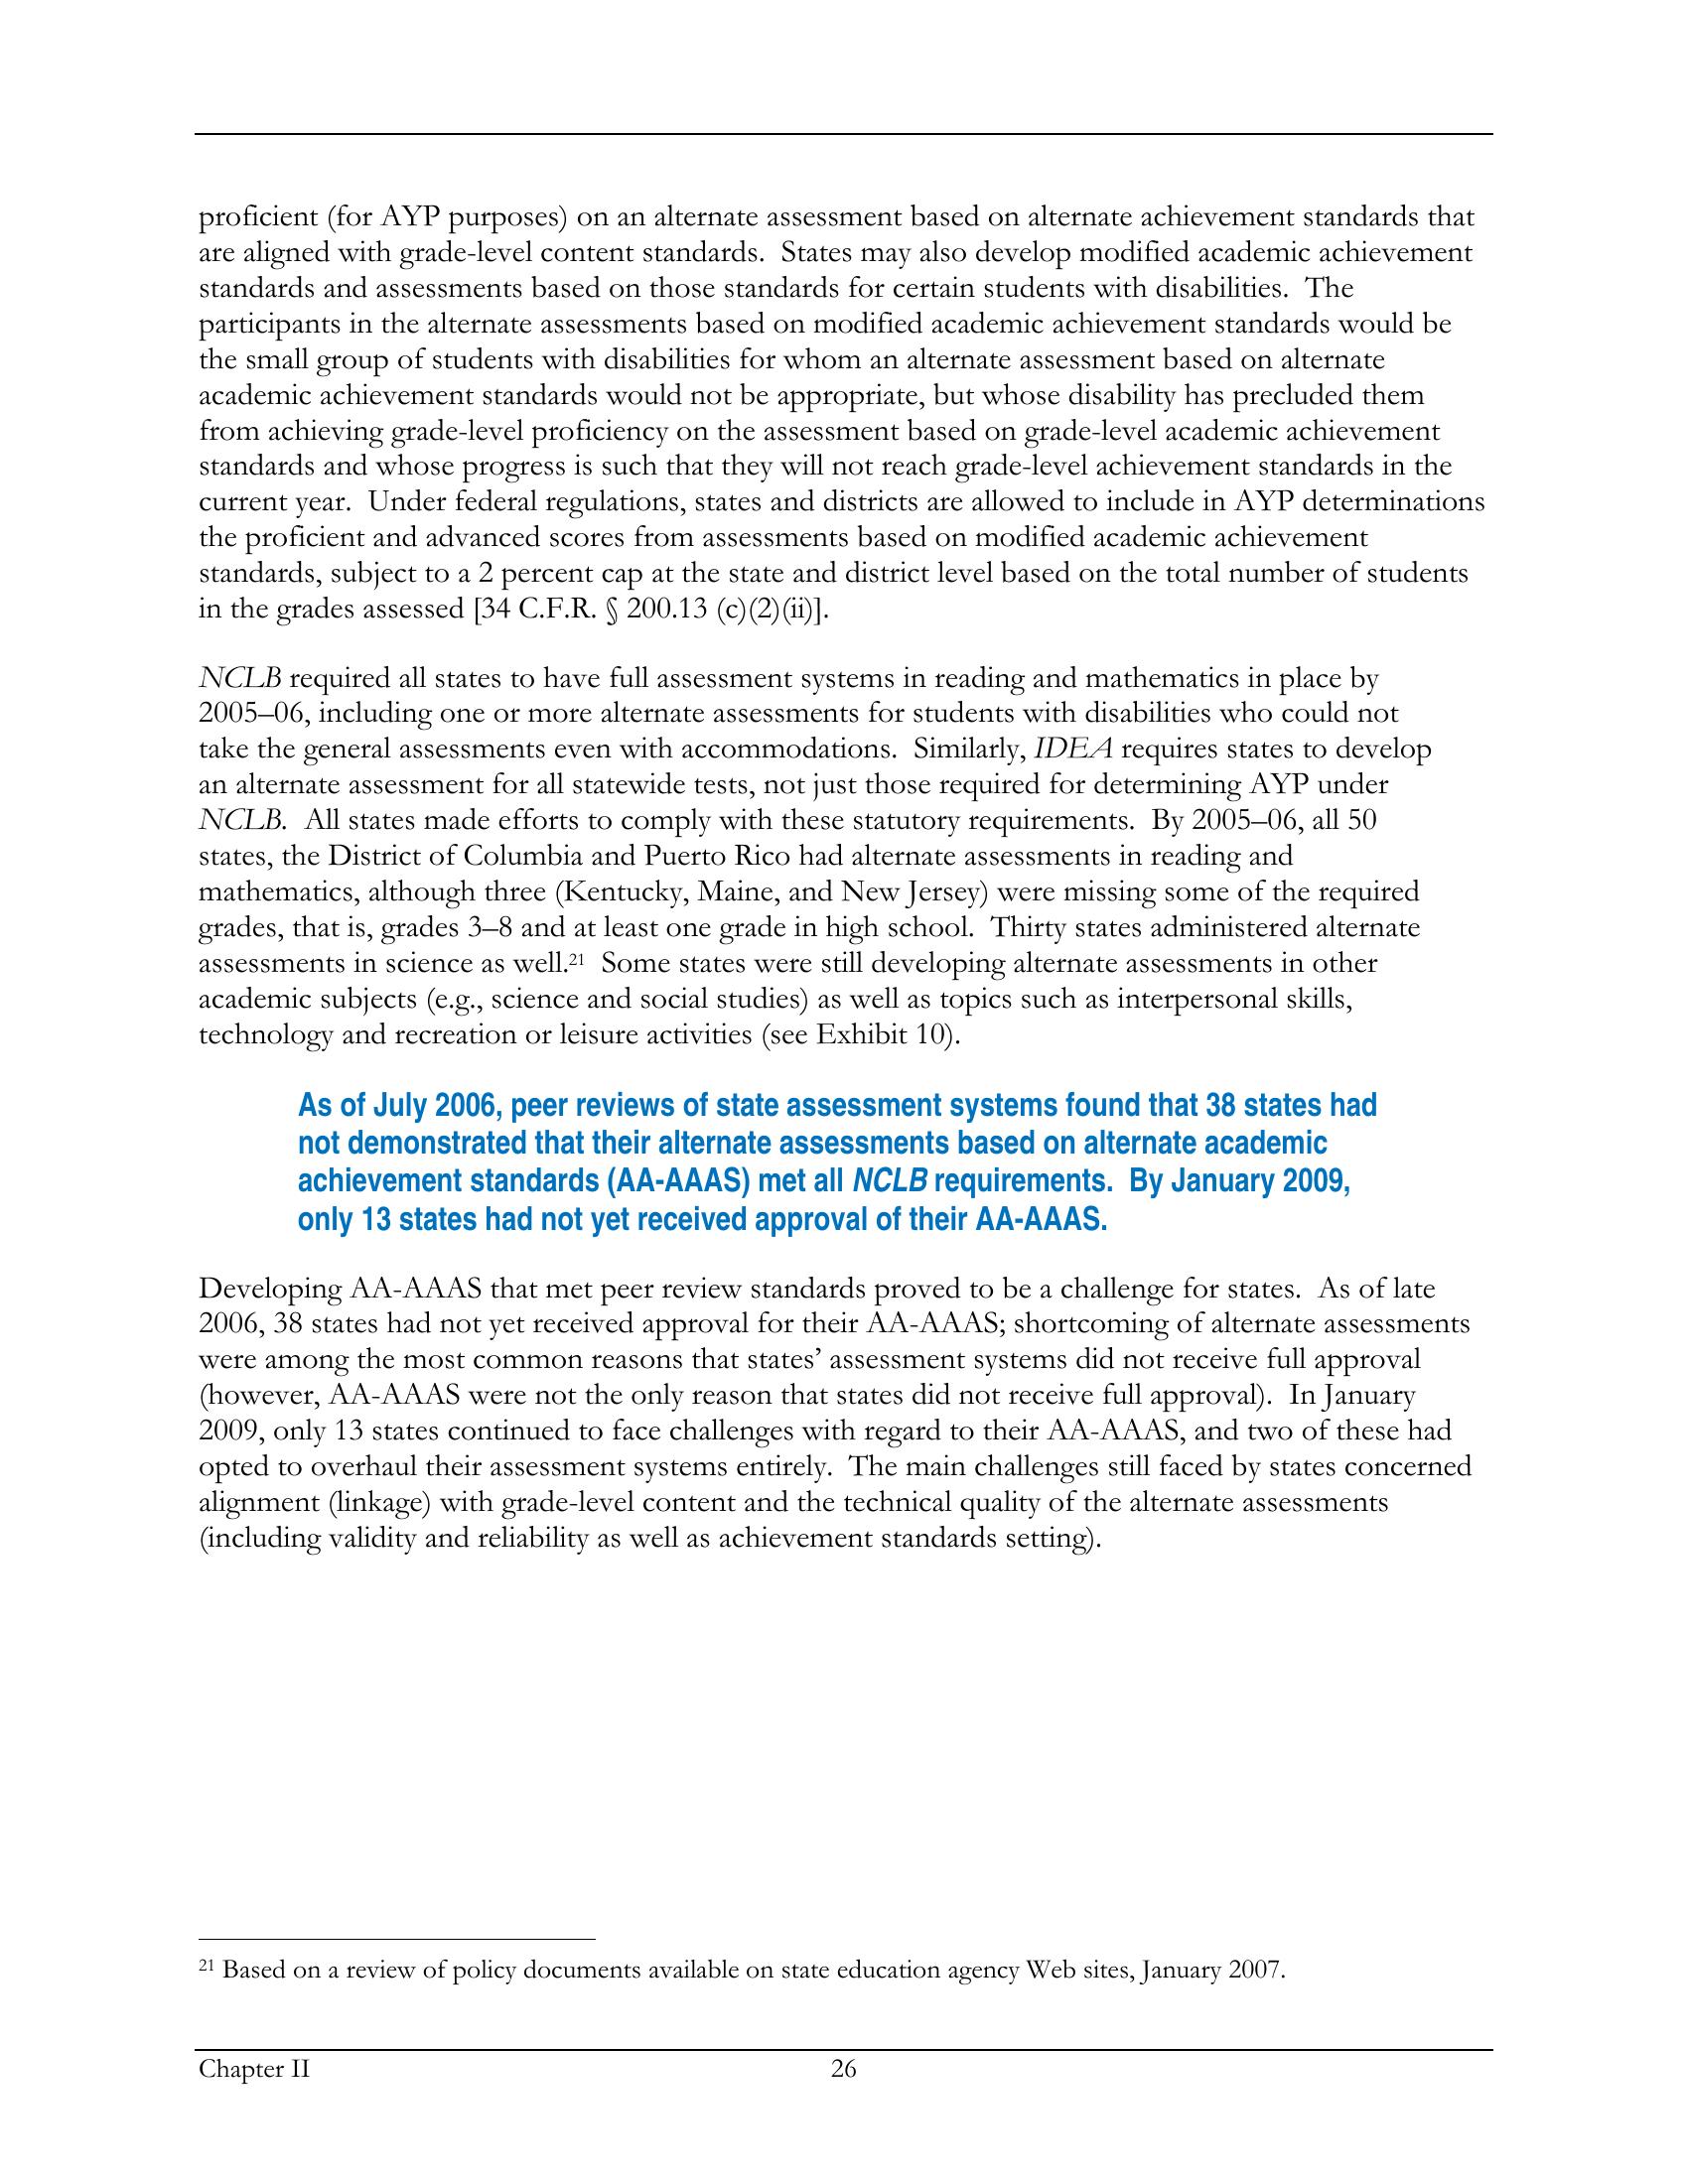 proficient (for AYP purposes) on an alternate assessment based on alternate achievement standards that
are aligned with grade-level content standards.  States may also develop modified academic achievement
standards and assessments based on those standards for certain students with disabilities.  The
participants in the alternate assessments based on modified academic achievement standards would be
the small group of students with disabilities for whom an alternate assessment based on alternate
academic achievement standards would not be appropriate, but whose disability has precluded them
from achieving grade-level proficiency on the assessment based on grade-level academic achievement
standards and whose progress is such that they will not reach grade-level achievement standards in the
current year.  Under federal regulations, states and districts are allowed to include in AYP determinations
the proficient and advanced scores from assessments based on modified academic achievement
standards, subject to a 2 percent cap at the state and district level based on the total number of students
in the grades assessed [34 C.F.R. § 200.13 (c)(2)(ii)].
NCLB required all states to have full assessment systems in reading and mathematics in place by
2005–06, including one or more alternate assessments for students with disabilities who could not
take the general assessments even with accommodations.  Similarly, IDEA requires states to develop
an alternate assessment for all statewide tests, not just those required for determining AYP under
NCLB.  All states made efforts to comply with these statutory requirements.  By 2005–06, all 50
states, the District of Columbia and Puerto Rico had alternate assessments in reading and
mathematics, although three (Kentucky, Maine, and New Jersey) were missing some of the required
grades, that is, grades 3–8 and at least one grade in high school.  Thirty states administered alternate
assessments in science as well.21  Some states were still developing alternate assessments in other
academic subjects (e.g., science and social studies) as well as topics such as interpersonal skills,
technology and recreation or leisure activities (see Exhibit 10).
As of July 2006, peer reviews of state assessment systems found that 38 states had
not demonstrated that their alternate assessments based on alternate academic
achievement standards (AA-AAAS) met all NCLB requirements.  By January 2009,
only 13 states had not yet received approval of their AA-AAAS.
Developing AA-AAAS that met peer review standards proved to be a challenge for states.  As of late
2006, 38 states had not yet received approval for their AA-AAAS; shortcoming of alternate assessments
were among the most common reasons that states’ assessment systems did not receive full approval
(however, AA-AAAS were not the only reason that states did not receive full approval).  In January
2009, only 13 states continued to face challenges with regard to their AA-AAAS, and two of these had
opted to overhaul their assessment systems entirely.  The main challenges still faced by states concerned
alignment (linkage) with grade-level content and the technical quality of the alternate assessments
(including validity and reliability as well as achievement standards setting).
21 Based on a review of policy documents available on state education agency Web sites, January 2007.
Chapter II 26